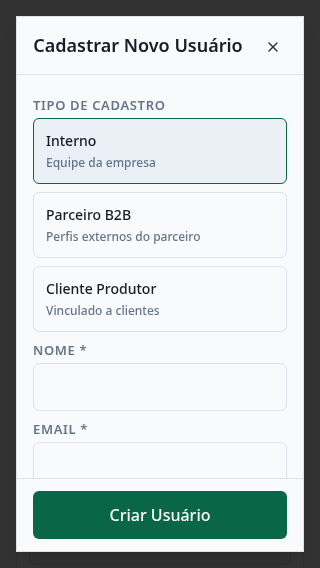 Cadastrar Novo Usuário ×
TIPO DE CADASTRO
Interno
Equipe da empresa
Parceiro B2B
Perfis externos do parceiro
Cliente Produtor
Vinculado a clientes
NOME *
EMAIL *
Criar Usuário